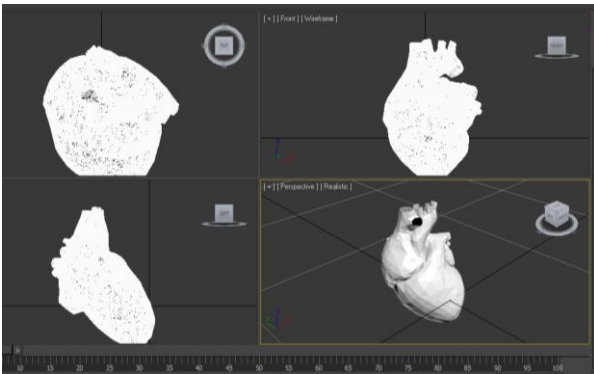 [ + ] [ Front ] [ Wireframe ]
[ + ] [ Perspective ] [ Realistic ]
>
10 15 20 25 30 35 40 45 50 55 60 65 70 75 80 85 90 95 100